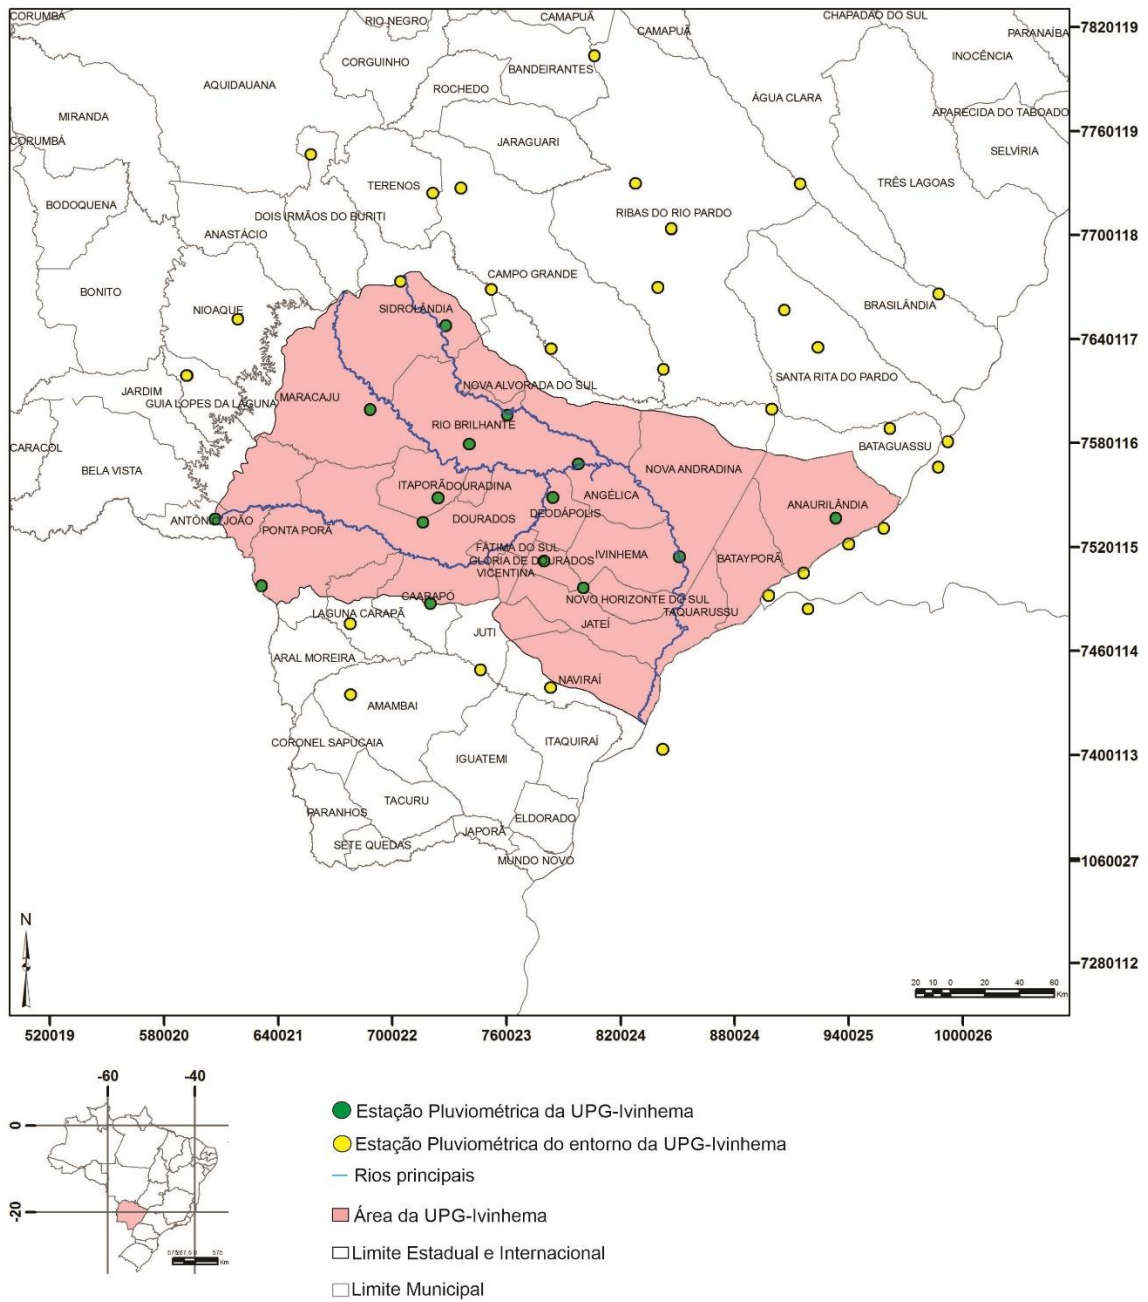 CORUMBÁ
RIO NEGRO
CAMAPUÃ
CAMAPUÃ
CHAPADÃO DO SUL
PARANAÍBA
7820119
INOCÊNCIA
CORGUINHO
BANDEIRANTES
AQUIDAUANA
ROCHEDO
ÁGUA CLARA
APARECIDA DO TABOADO
MIRANDA
7760119
CORUMBÁ
JARAGUARI
SELVÍRIA
TERENOS
TRÊS LAGOAS
BODOQUENA
RIBAS DO RIO PARDO
DOIS IRMÃOS DO BURITI
ANASTÁCIO
7700118
CAMPO GRANDE
BONITO
NIOAQUE
SIDROLÂNDIA
BRASILÂNDIA
7640117
SANTA RITA DO PARDO
NOVA ALVORADA DO SUL
JARDIM
MARACAJU
GUIA LOPES DA LAGUNA
RIO BRILHANTE
CARACOL
7580116
BATAGUASSU
BELA VISTA
NOVA ANDRADINA
ITAPORÃ
DOURADINA
ANGÉLICA
ANAURILÂNDIA
DEODÁPOLIS
ANTÔNIO JOÃO
PONTA PORÃ
DOURADOS
7520115
FÁTIMA DO SUL
IVINHEMA
BATAYPORÃ
GLÓRIA DE DOURADOS
VICENTINA
CAARAPÓ
NOVO HORIZONTE DO SUL
LAGUNA CARAPÃ
TAQUARUSSU
JATEÍ
JUTI
7460114
ARAL MOREIRA
NAVIRAÍ
AMAMBAI
CORONEL SAPUCAIA
ITAQUIRAÍ
7400113
IGUATEMI
TACURU
PARANHOS
ELDORADO
JAPORÃ
SETE QUEDAS
MUNDO NOVO
1060027
N
7280112
20 10 0 20 40 60
Km
520019 580020 640021 700022 760023 820024 880024 940025 1000026
-60 -40
0
-20
575287.5 0 575
Km
Estação Pluviométrica da UPG-Ivinhema
Estação Pluviométrica do entorno da UPG-Ivinhema
Rios principais
Área da UPG-Ivinhema
Limite Estadual e Internacional
Limite Municipal